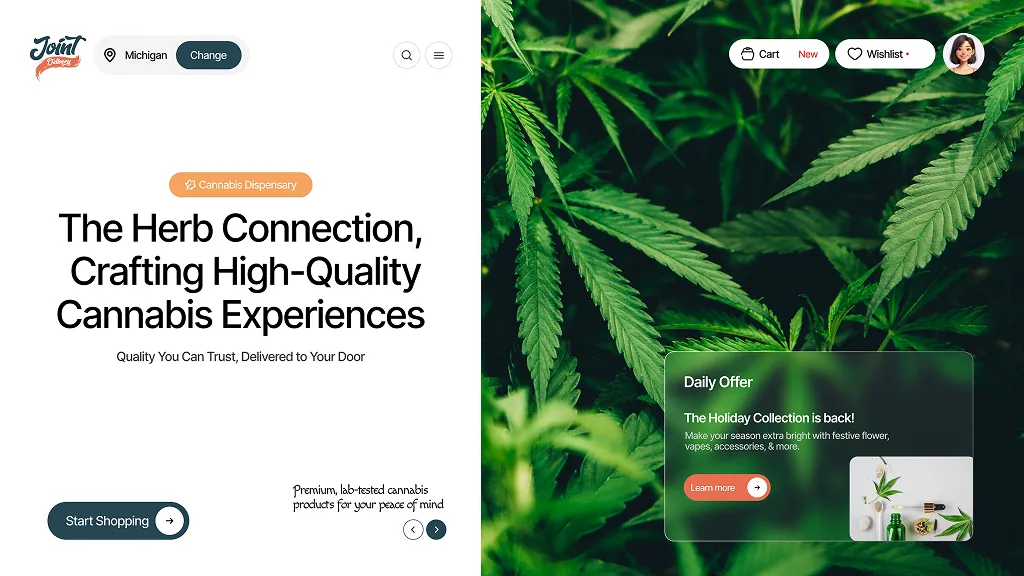 Joint
Delivery
Michigan
Change
Cart
New
Wishlist
Cannabis Dispensary
The Herb Connection,
Crafting High-Quality
Cannabis Experiences
Quality You Can Trust, Delivered to Your Door
Premium, lab-tested cannabis
products for your peace of mind
Start Shopping
Daily Offer
The Holiday Collection is back!
Make your season extra bright with festive flower,
vapes, accessories, & more.
Learn more